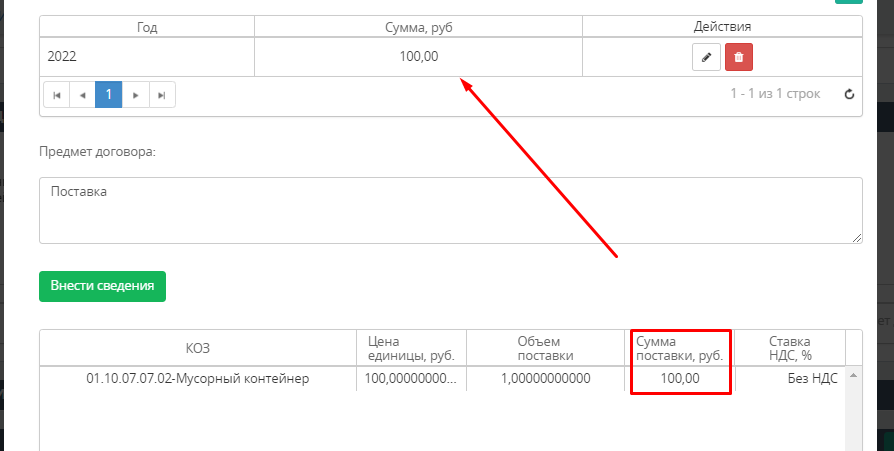 Год Сумма, руб Действия
2022 100,00
1 1 - 1 из 1 строк
Предмет договора:
Поставка
Внести сведения
КОЗ Цена единицы, руб. Объем поставки Сумма поставки, руб. Ставка НДС, %
01.10.07.07.02-Мусорный контейнер 100,00000000... 1,00000000000 100,00 Без НДС